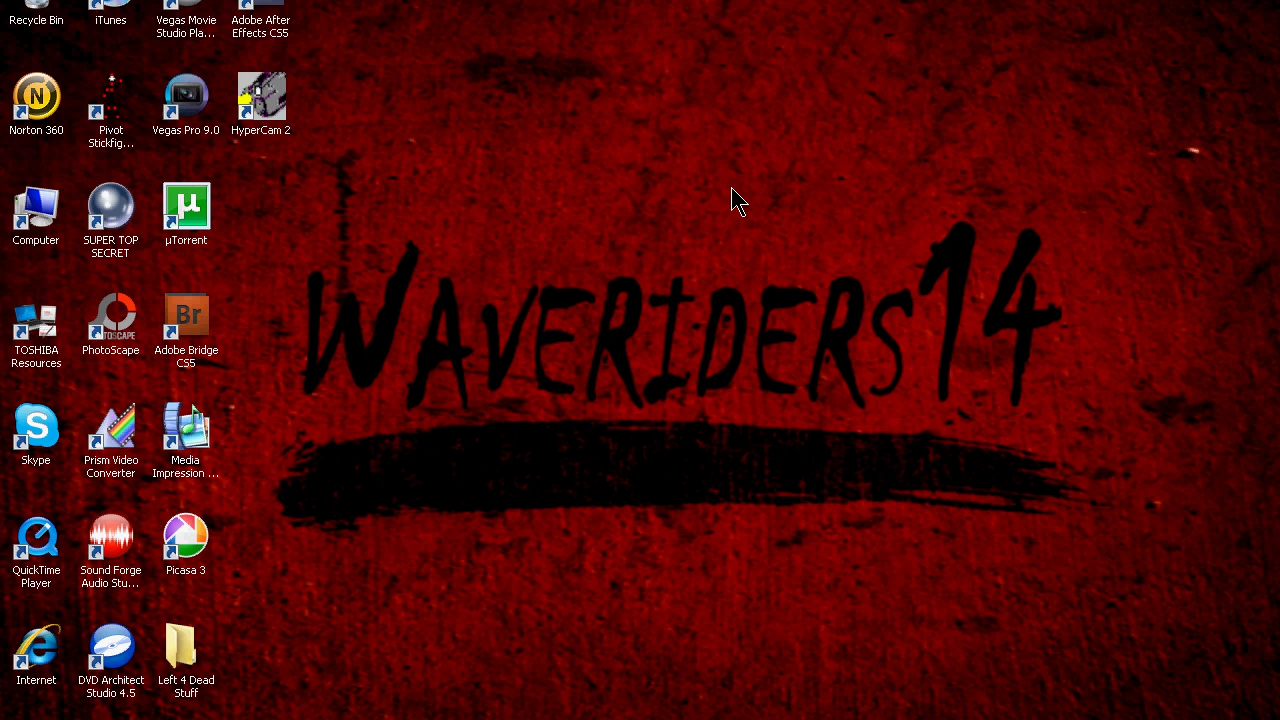 Recycle Bin
iTunes
Vegas Movie
Studio Pla...
Adobe After
Effects CS5
N
Norton 360
Pivot
Stickfig...
Vegas Pro 9.0
HyperCam 2
Computer
SUPER TOP
SECRET
µ
µTorrent
TOSHIBA
Resources
TOSCAPE
PhotoScape
Br
Adobe Bridge
CS5
S
Skype
Prism Video
Converter
Media
Impression ...
QuickTime
Player
Sound Forge
Audio Stu...
Picasa 3
e
Internet
DVD Architect
Studio 4.5
Left 4 Dead
Stuff
WAVERIDERS14